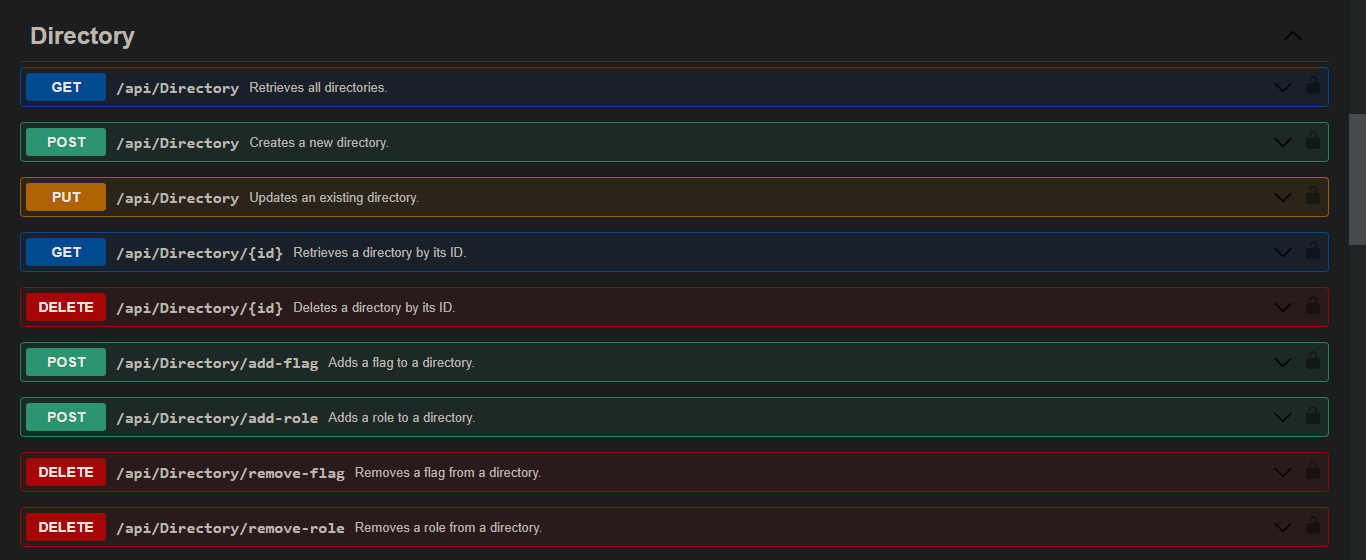 Directory
GET /api/Directory Retrieves all directories.
POST /api/Directory Creates a new directory.
PUT /api/Directory Updates an existing directory.
GET /api/Directory/{id} Retrieves a directory by its ID.
DELETE /api/Directory/{id} Deletes a directory by its ID.
POST /api/Directory/add-flag Adds a flag to a directory.
POST /api/Directory/add-role Adds a role to a directory.
DELETE /api/Directory/remove-flag Removes a flag from a directory.
DELETE /api/Directory/remove-role Removes a role from a directory.